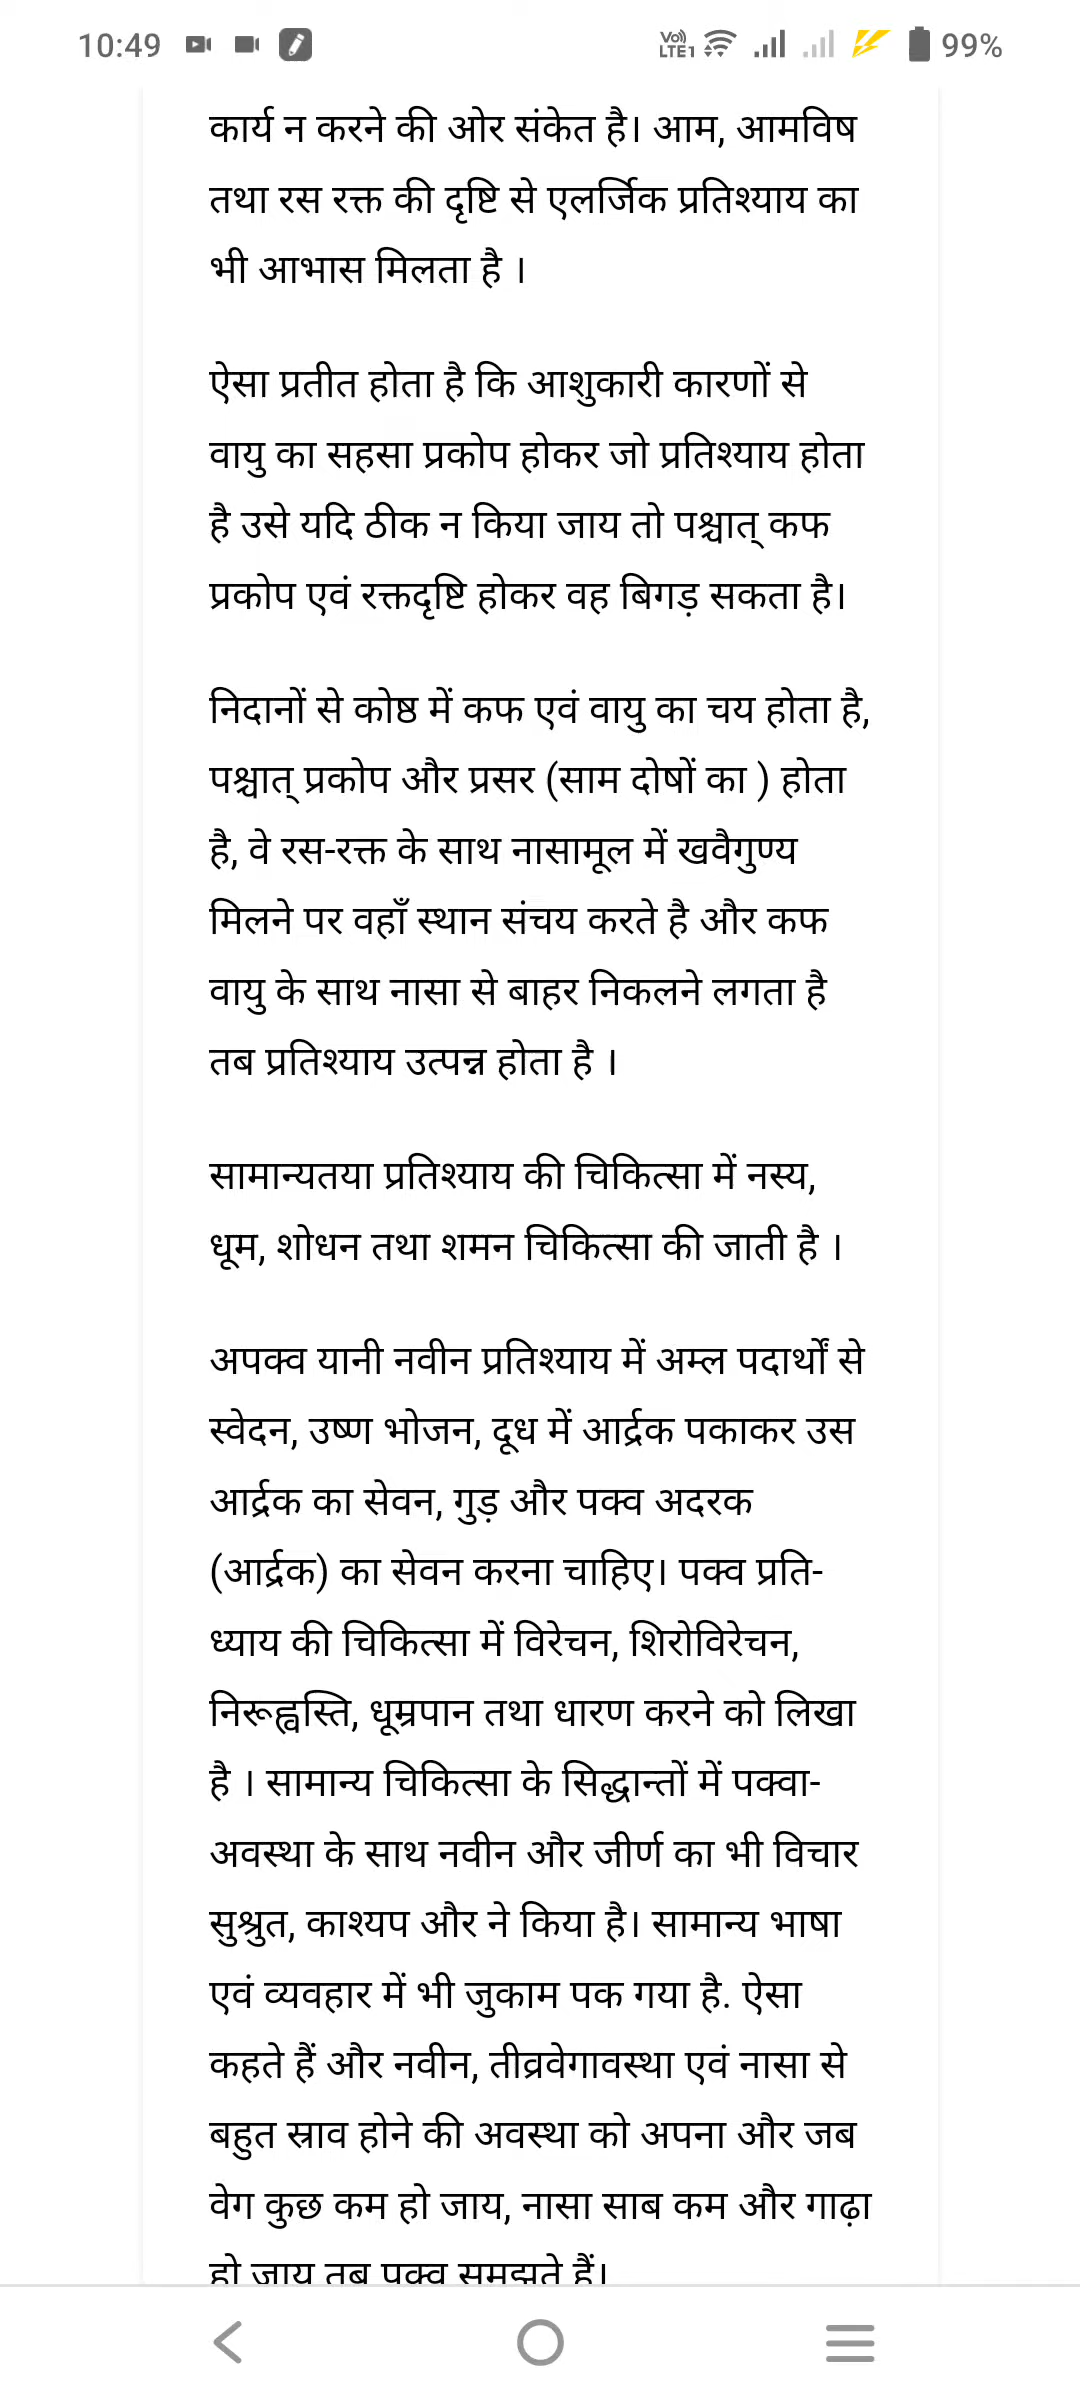 10:49
Vo)) LTE1
99%
कार्य न करने की ओर संकेत है। आम, आमविष
तथा रस रक्त की दृष्टि से एलर्जिक प्रतिश्याय का
भी आभास मिलता है ।
ऐसा प्रतीत होता है कि आशुकारी कारणों से
वायु का सहसा प्रकोप होकर जो प्रतिश्याय होता
है उसे यदि ठीक न किया जाय तो पश्चात् कफ
प्रकोप एवं रक्तदृष्टि होकर वह बिगड़ सकता है।
निदानों से कोष्ठ में कफ एवं वायु का चय होता है,
पश्चात् प्रकोप और प्रसर (साम दोषों का ) होता
है, वे रस-रक्त के साथ नासामूल में खवैगुण्य
मिलने पर वहाँ स्थान संचय करते है और कफ
वायु के साथ नासा से बाहर निकलने लगता है
तब प्रतिश्याय उत्पन्न होता है ।
सामान्यतया प्रतिश्याय की चिकित्सा में नस्य,
धूम, शोधन तथा शमन चिकित्सा की जाती है ।
अपक्व यानी नवीन प्रतिश्याय में अम्ल पदार्थों से
स्वेदन, उष्ण भोजन, दूध में आर्द्रक पकाकर उस
आर्द्रक का सेवन, गुड़ और पक्व अदरक
(आर्द्रक) का सेवन करना चाहिए। पक्व प्रति-
ध्याय की चिकित्सा में विरेचन, शिरोविरेचन,
निरूह्वस्ति, धूम्रपान तथा धारण करने को लिखा
है । सामान्य चिकित्सा के सिद्धान्तों में पक्वा-
अवस्था के साथ नवीन और जीर्ण का भी विचार
सुश्रुत, काश्यप और ने किया है। सामान्य भाषा
एवं व्यवहार में भी जुकाम पक गया है. ऐसा
कहते हैं और नवीन, तीव्रवेगावस्था एवं नासा से
बहुत स्राव होने की अवस्था को अपना और जब
वेग कुछ कम हो जाय, नासा साब कम और गाढ़ा
हो जाय तब पक्व समझते हैं।